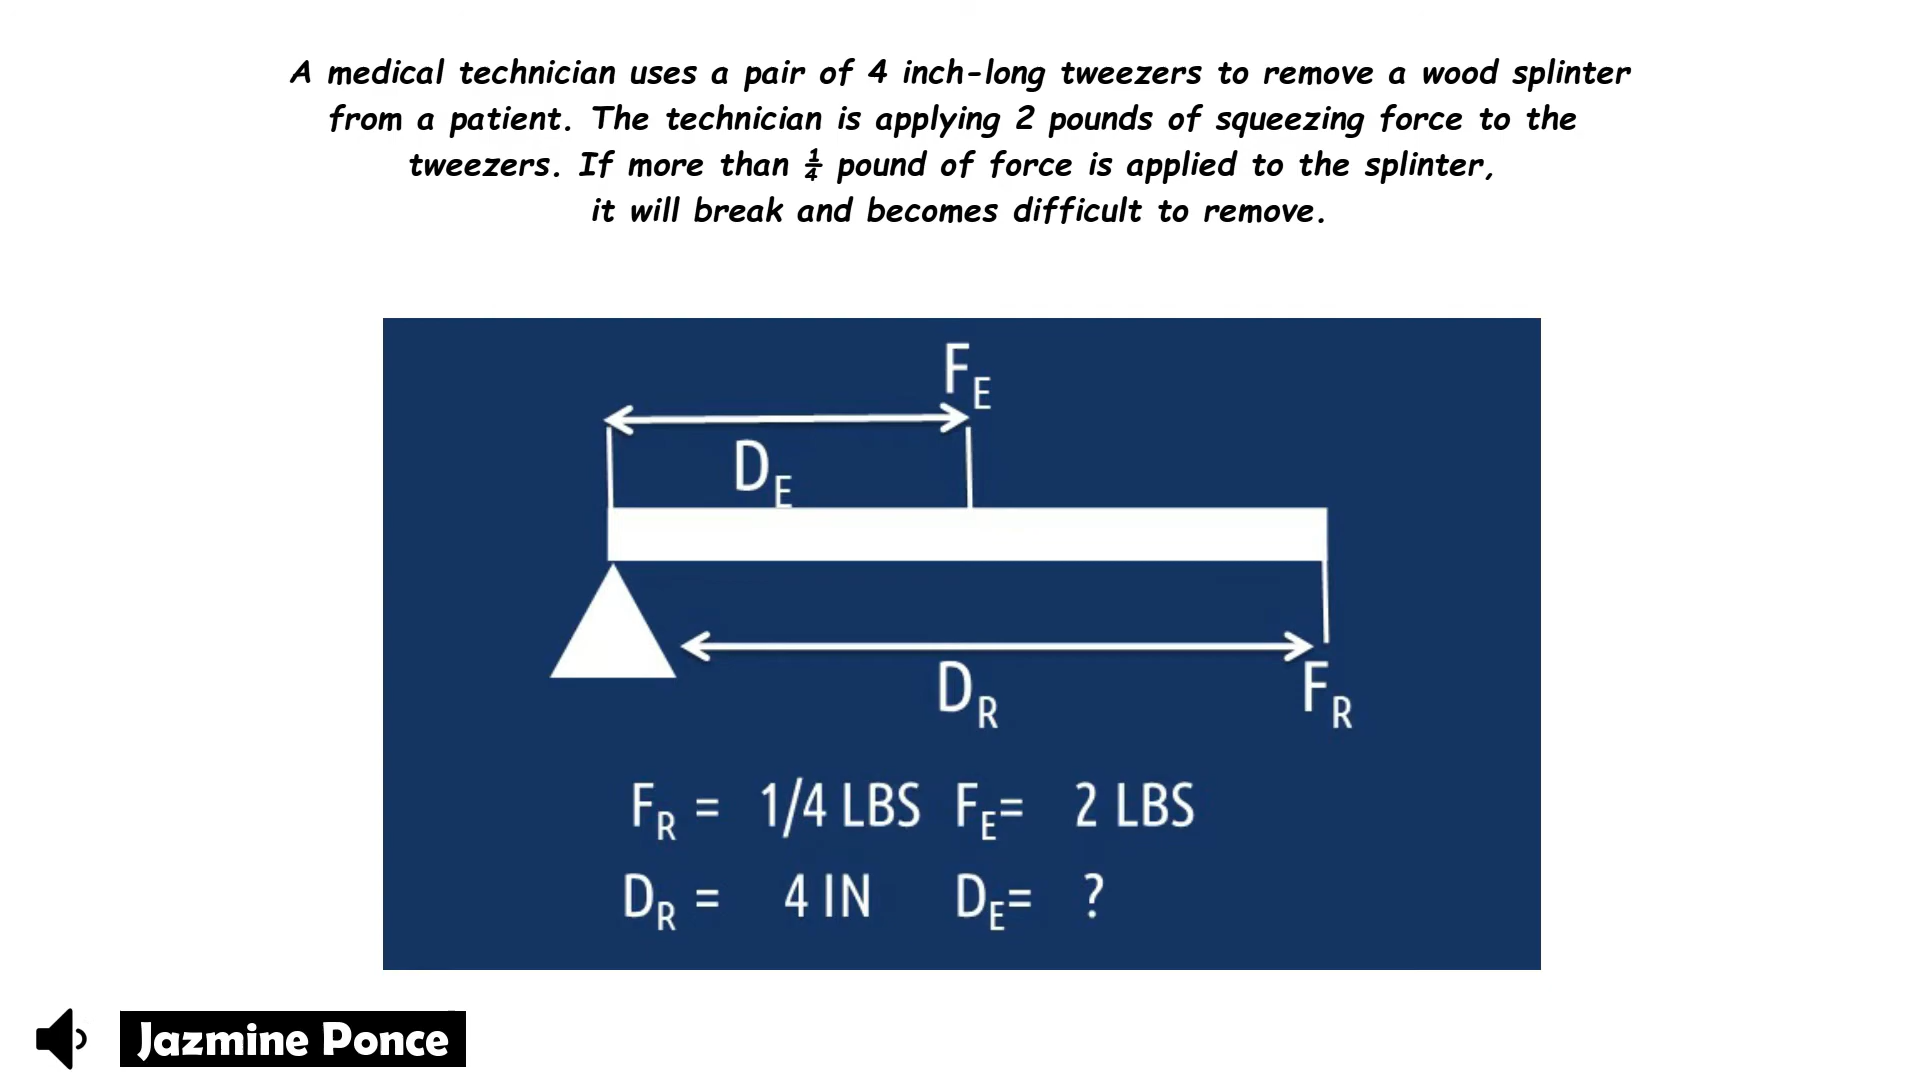 A medical technician uses a pair of 4 inch-long tweezers to remove a wood splinter
from a patient. The technician is applying 2 pounds of squeezing force to the
tweezers. If more than ¼ pound of force is applied to the splinter,
it will break and becomes difficult to remove.
FE
DE
DR
FR
FR = 1/4 LBS FE= 2 LBS
DR = 4 IN DE= ?
Jazmine Ponce